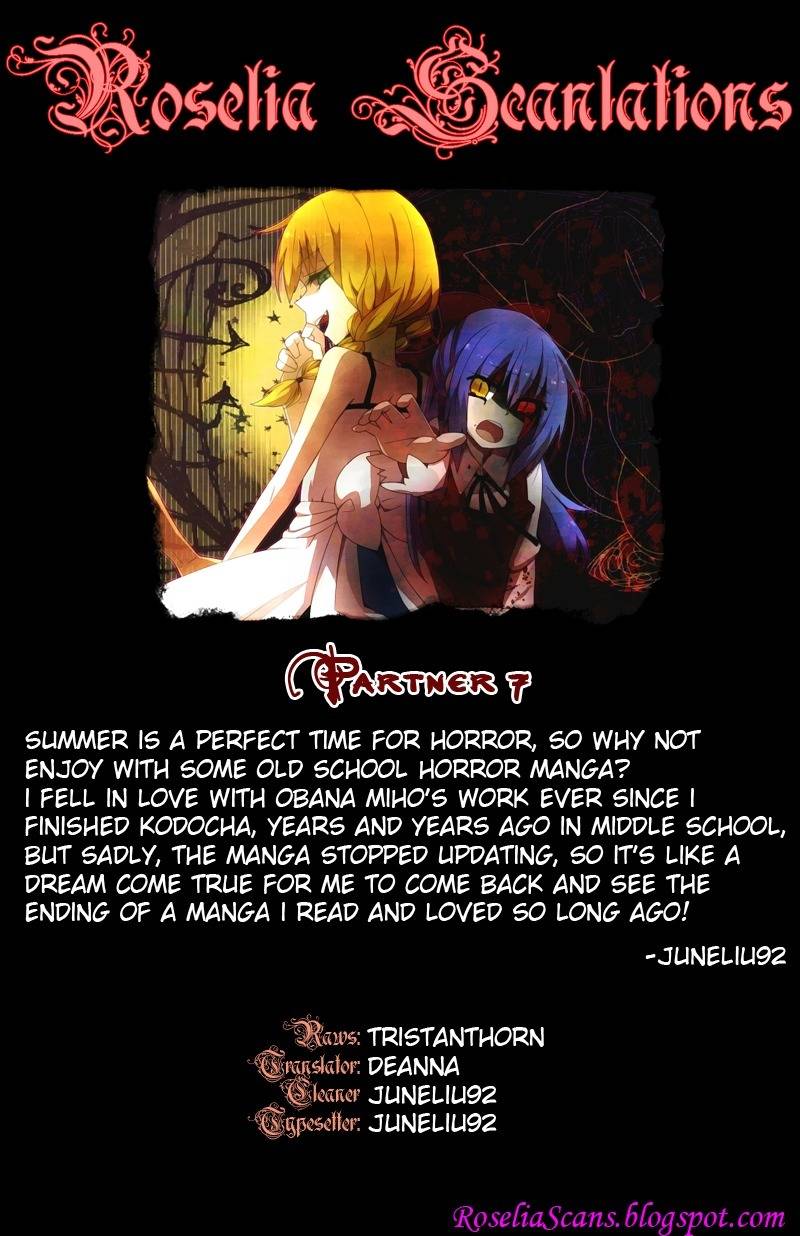 Roselia Scanlations
Partner 7
SUMMER IS A PERFECT TIME FOR HORROR, SO WHY NOT
ENJOY WITH SOME OLD SCHOOL HORROR MANGA?
I FELL IN LOVE WITH OBANA MIHO'S WORK EVER SINCE I
FINISHED KODOCHA, YEARS AND YEARS AGO IN MIDDLE SCHOOL,
BUT SADLY, THE MANGA STOPPED UPDATING, SO IT'S LIKE A
DREAM COME TRUE FOR ME TO COME BACK AND SEE THE
ENDING OF A MANGA I READ AND LOVED SO LONG AGO!
-JUNELIU92
Raws: TRISTANTHORN
Translator: DEANNA
Cleaner JUNELIU92
Typesetter: JUNELIU92
RoseliaScans.blogspot.com